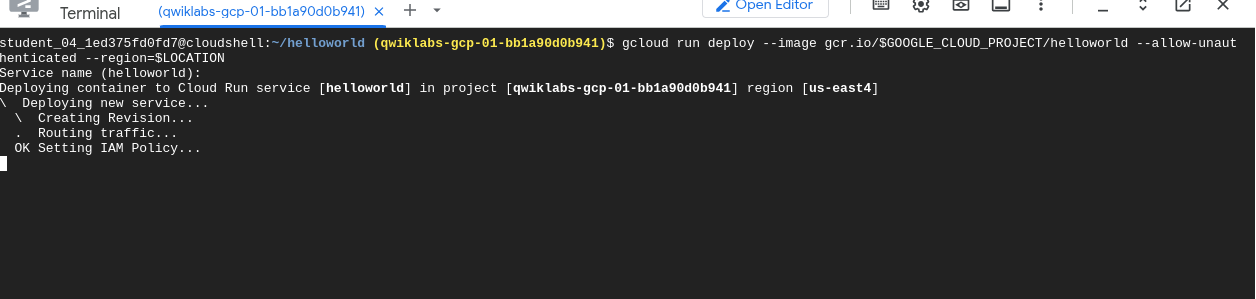 Terminal
(qwiklabs-gcp-01-bb1a90d0b941) × + ▾
Open Editor
student_04_1ed375fd0fd7@cloudshell:~/helloworld (qwiklabs-gcp-01-bb1a90d0b941)$ gcloud run deploy --image gcr.io/$GOOGLE_CLOUD_PROJECT/helloworld --allow-unaut
henticated --region=$LOCATION
Service name (helloworld):
Deploying container to Cloud Run service [helloworld] in project [qwiklabs-gcp-01-bb1a90d0b941] region [us-east4]
\  Deploying new service...
  \  Creating Revision...
  .  Routing traffic...
  OK Setting IAM Policy...